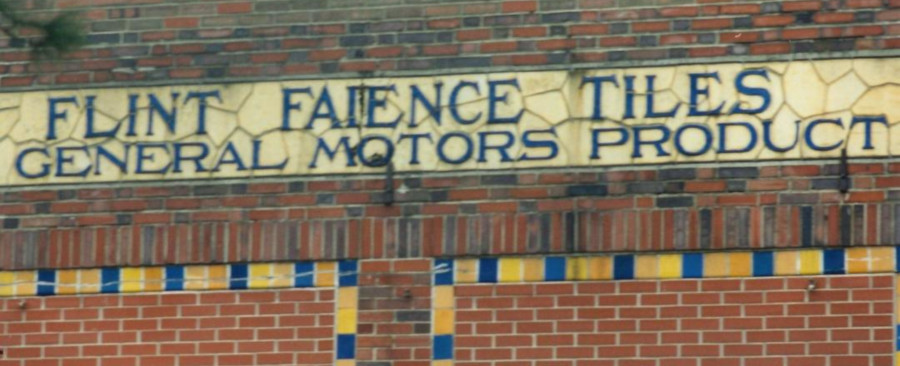 FLINT FAIENCE TILES
GENERAL MOTORS PRODUCT